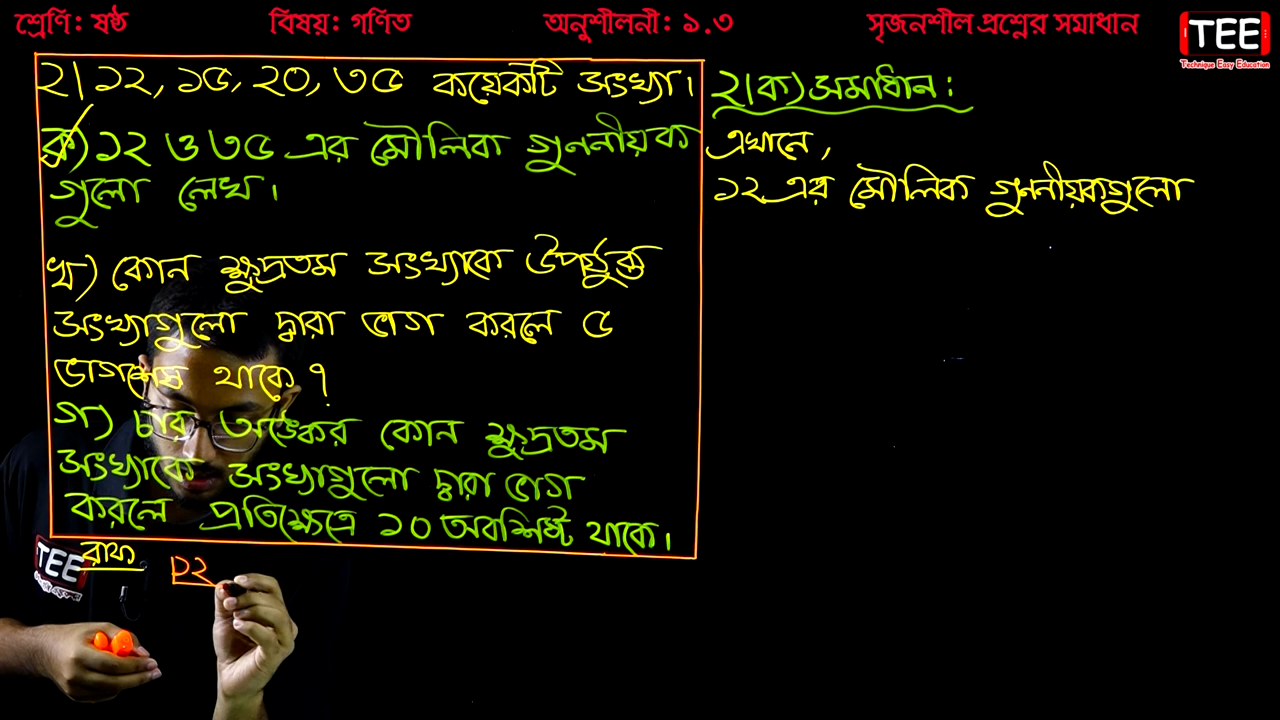 শ্রেণি: ষষ্ঠ বিষয়: গণিত অনুশীলনী: ১.৩ সৃজনশীল প্রশ্নের সমাধান
TEE
Technique Easy Education
২। ১২, ১৫, ২০, ৩৫ কয়েকটি সংখ্যা।
ক) ১২ ও ৩৫ এর মৌলিক গুননীয়ক
গুলো লেখ।
খ) কোন ক্ষুদ্রতম সংখ্যাকে উপর্যুক্ত
সংখ্যাগুলো দ্বারা ভাগ করলে ৫
ভাগশেষ থাকে ?
গ) চার অঙ্কের কোন ক্ষুদ্রতম
সংখ্যাকে সংখ্যাগুলো দ্বারা ভাগ
করলে প্রতিক্ষেত্রে ১০ অবশিষ্ট থাকে।
২।ক) সমাধান:
এখানে,
১২ এর মৌলিক গুননীয়কগুলো
রাফ
১২
TEE